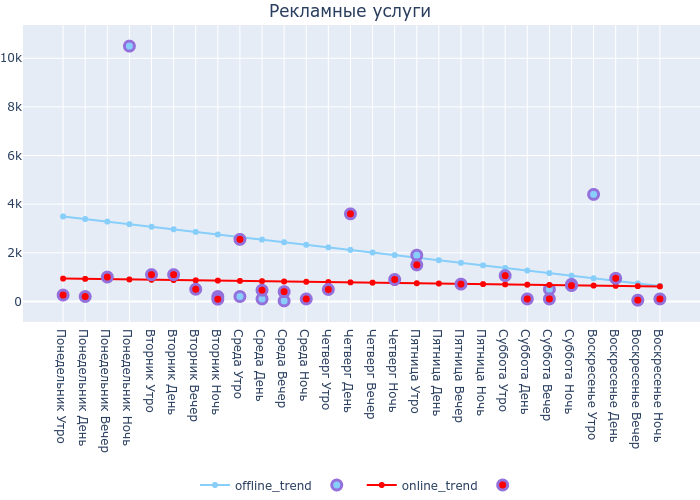 Рекламные услуги
10k
8k
6k
4k
2k
0
Понедельник Утро
Понедельник День
Понедельник Вечер
Понедельник Ночь
Вторник Утро
Вторник День
Вторник Вечер
Вторник Ночь
Среда Утро
Среда День
Среда Вечер
Среда Ночь
Четверг Утро
Четверг День
Четверг Вечер
Четверг Ночь
Пятница Утро
Пятница День
Пятница Вечер
Пятница Ночь
Суббота Утро
Суббота День
Суббота Вечер
Суббота Ночь
Воскресенье Утро
Воскресенье День
Воскресенье Вечер
Воскресенье Ночь
offline_trend online_trend